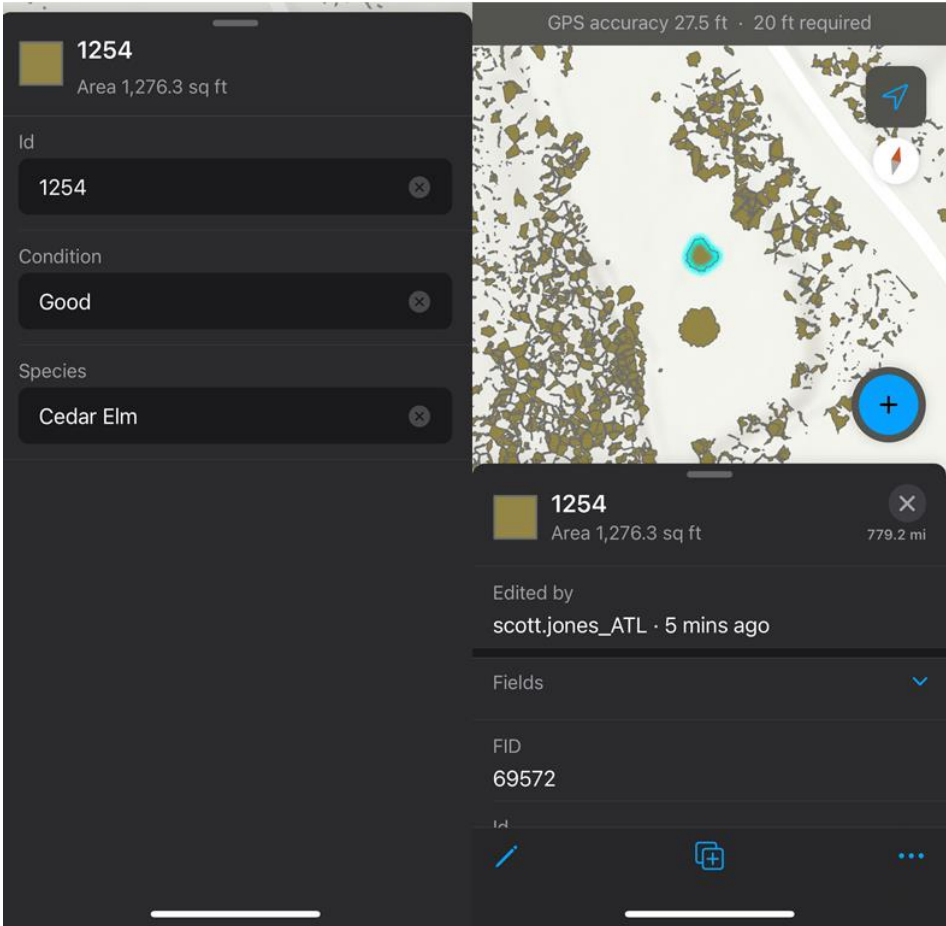 1254
Area 1,276.3 sq ft
Id
1254
Condition
Good
Species
Cedar Elm
GPS accuracy 27.5 ft · 20 ft required
1254
Area 1,276.3 sq ft
779.2 mi
Edited by
scott.jones_ATL · 5 mins ago
Fields
FID
69572
Id